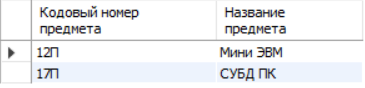 Кодовый номер предмета Название предмета
12П Мини ЭВМ
17П СУБД ПК